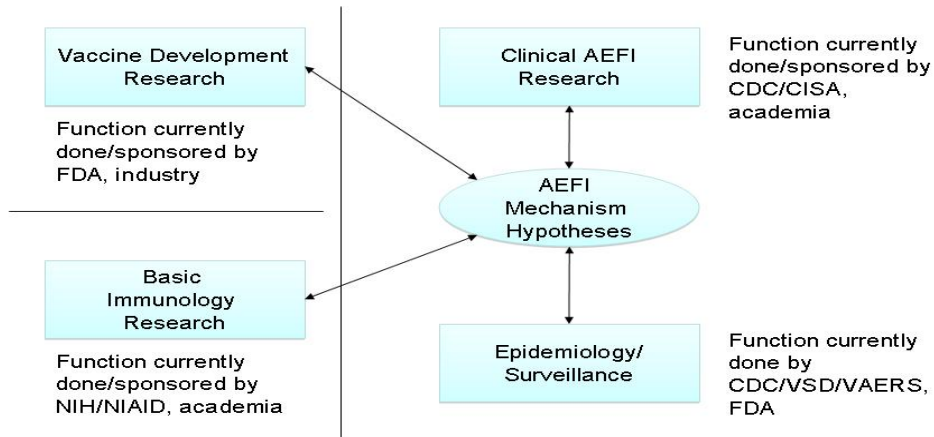 Vaccine Development
Research
Function currently
done/sponsored by
FDA, industry
Clinical AEFI
Research
Function currently
done/sponsored by
CDC/CISA,
academia
AEFI
Mechanism
Hypotheses
Basic
Immunology
Research
Function currently
done/sponsored by
NIH/NIAID, academia
Epidemiology/
Surveillance
Function currently
done by
CDC/VSD/VAERS,
FDA